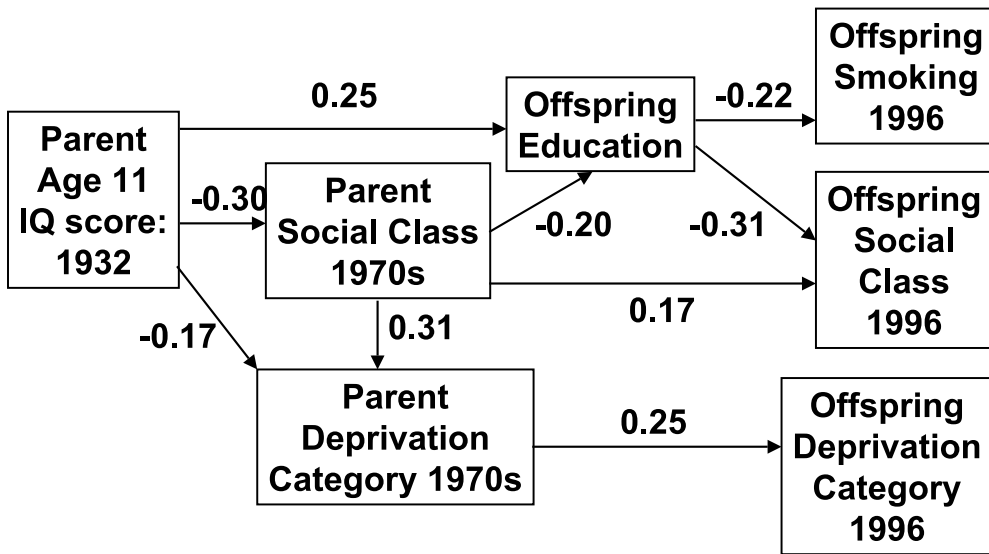 Parent
Age 11
IQ score:
1932
0.25
-0.30
-0.17
Parent
Social Class
1970s
0.31
Parent
Deprivation
Category 1970s
Offspring
Education
-0.20
-0.22
-0.31
0.17
0.25
Offspring
Smoking
1996
Offspring
Social
Class
1996
Offspring
Deprivation
Category
1996